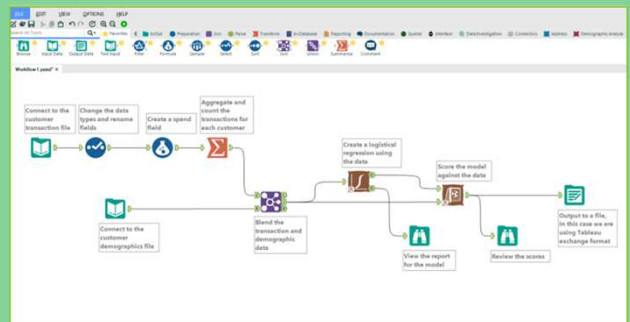 FILE EDIT VIEW OPTIONS HELP
Search All Tools Favorites In/Out Preparation Join Parse Transform In-Database Reporting Documentation Spatial Interface Data Investigation Connectors Address Demographic Analysis
Browse Input Data Output Data Text Input Filter Formula Sample Select Sort Join Union Summarize Comment
Workflow
Connect to the
customer
transaction file
Change the data
types and rename
fields
Create a spend
field
Aggregate and
count the
transactions for
each customer
Create a logistical
regression using
the data
Score the model
against the data
Connect to the
customer
demographics file
Blend the
transaction and
demographic
data
View the report
for the model
Review the scores
Output to a file,
in this case we are
using Tableau
exchange format